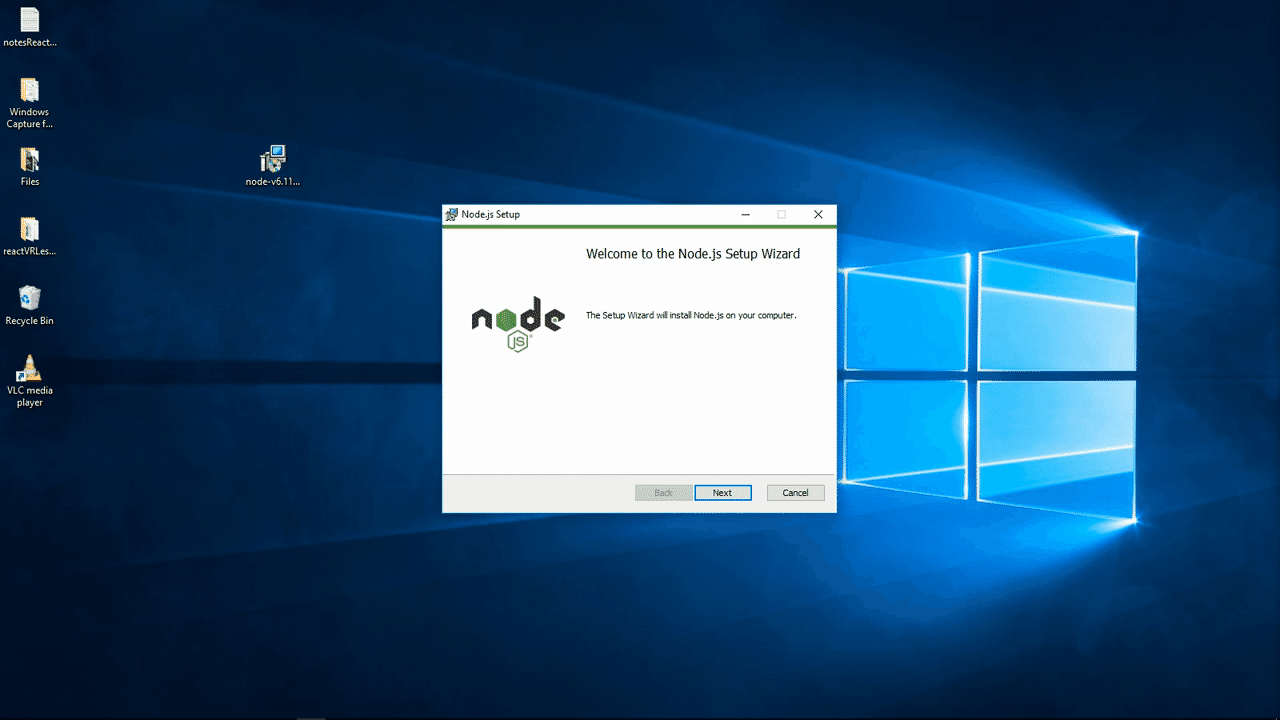 notesReact...
Windows
Capture f...
Files
reactVRLes...
Recycle Bin
VLC media
player
node-v6.11...
Node.js Setup
Welcome to the Node.js Setup Wizard
node
JS
The Setup Wizard will install Node.js on your computer.
Back
Next
Cancel